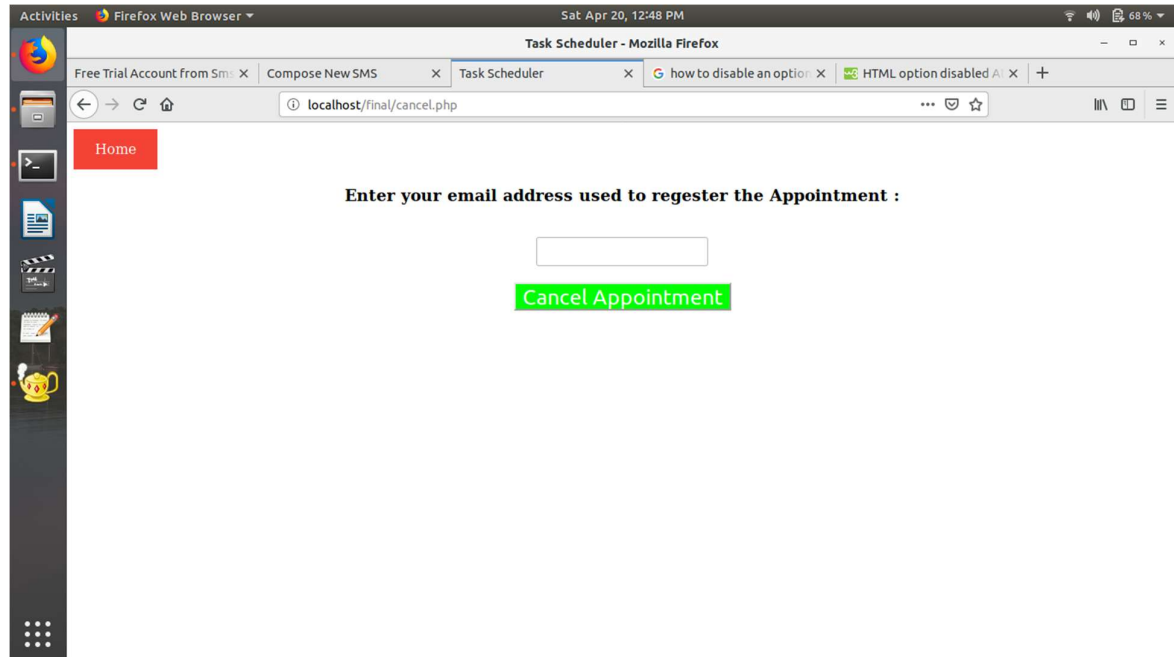 Activities Firefox Web Browser Sat Apr 20, 12:48 PM 68%
Task Scheduler - Mozilla Firefox
Free Trial Account from Sms Compose New SMS Task Scheduler how to disable an option HTML option disabled
localhost/final/cancel.php
Home
Enter your email address used to regester the Appointment :
Cancel Appointment